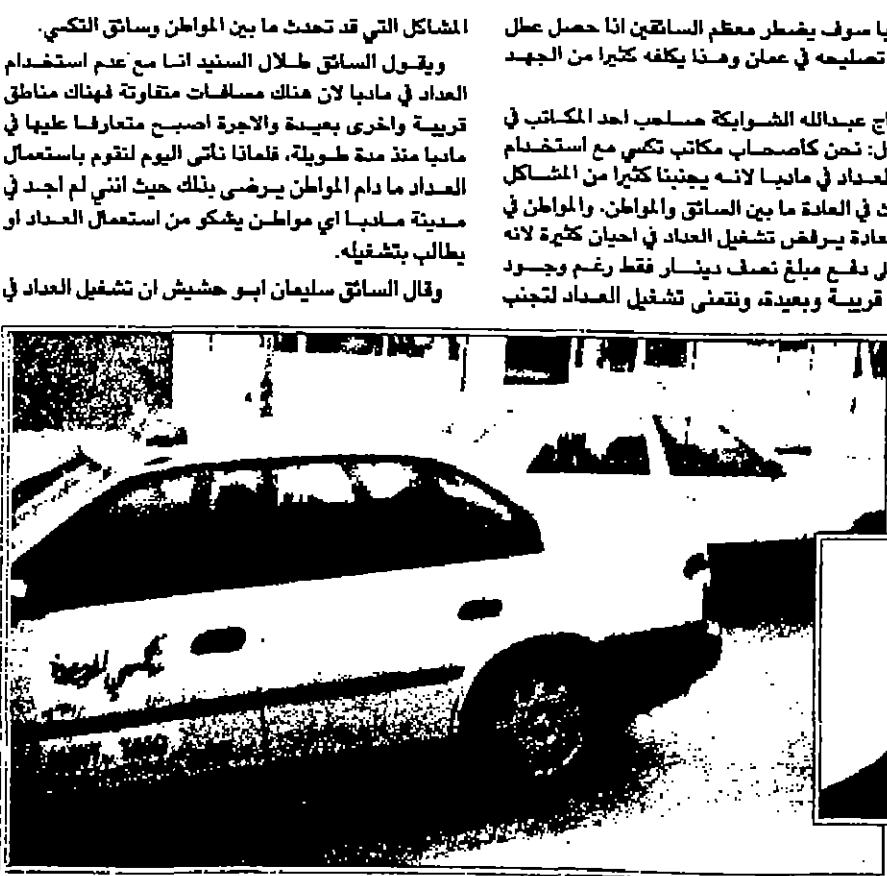 يا سوف يضطر معظم السائقين اذا حصل عطل
تصليحه في عمان وهذا يكلفه كثيرا من الجهد
اج عبدالله الشوابكة صاحب احد المكاتب في
ل: نحن كأصحاب مكاتب تكسي مع استخدام
لعداد في مادبا لانه يجنبنا كثيرا من المشاكل
ث في العادة ما بين السائق والمواطن. والمواطن في
عادة يرفض تشغيل العداد في احيان كثيرة لانه
لى دفع مبلغ نصف دينار فقط رغم وجود
قريبة وبعيدة، ونتمنى تشغيل العداد لتجنب
المشاكل التي قد تحدث ما بين المواطن وسائق التكسي.
ويقول السائق طلال السنيد انا مع عدم استخدام
العداد في مادبا لان هناك مسافات متفاوتة فهناك مناطق
قريبة واخرى بعيدة والاجرة اصبح متعارفا عليها في
مادبا منذ مدة طويلة، فلماذا نأتي اليوم لنقوم باستعمال
العداد ما دام المواطن يرضى بذلك حيث انني لم اجد في
مدينة مادبا اي مواطن يشكو من استعمال العداد او
يطالب بتشغيله.
وقال السائق سليمان ابو حشيش ان تشغيل العداد في
تكسي